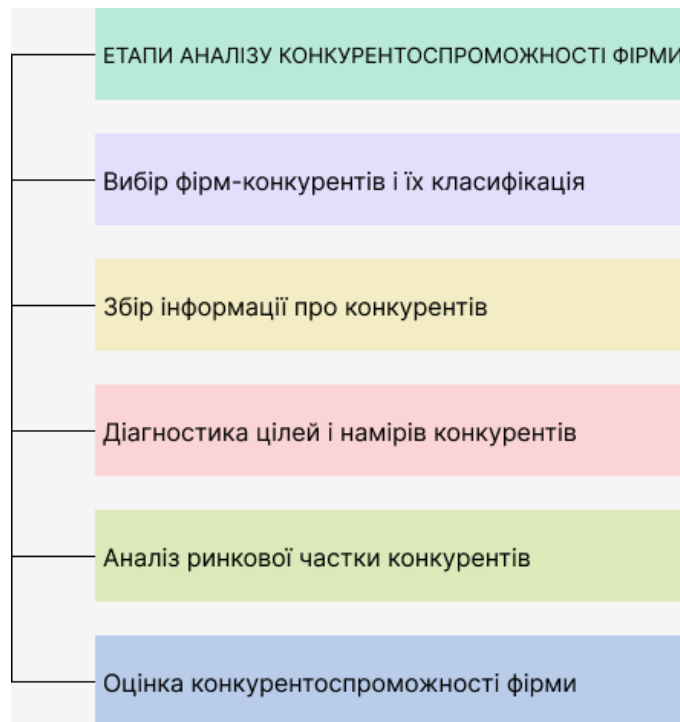 ЕТАПИ АНАЛІЗУ КОНКУРЕНТОСПРОМОЖНОСТІ ФІРМИ
Вибір фірм-конкурентів і їх класифікація
Збір інформації про конкурентів
Діагностика цілей і намірів конкурентів
Аналіз ринкової частки конкурентів
Оцінка конкурентоспроможності фірми